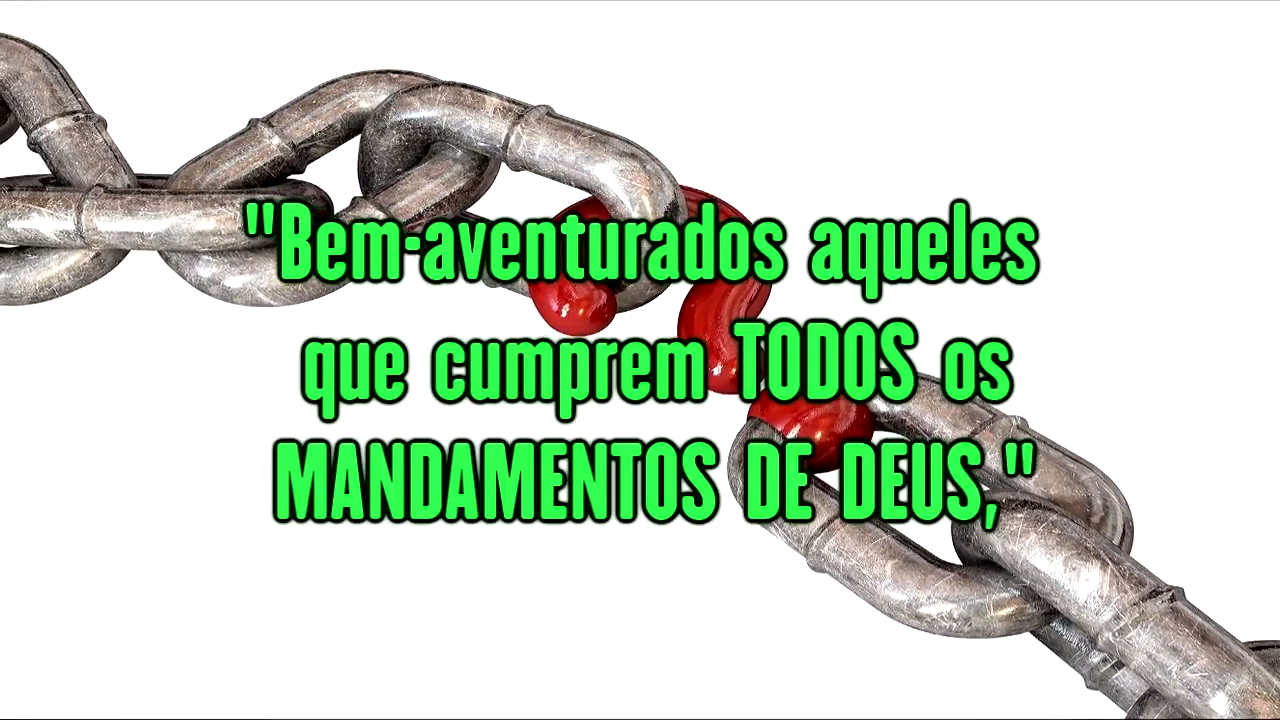 "Bem-aventurados aqueles
que cumprem TODOS os
MANDAMENTOS DE DEUS,"